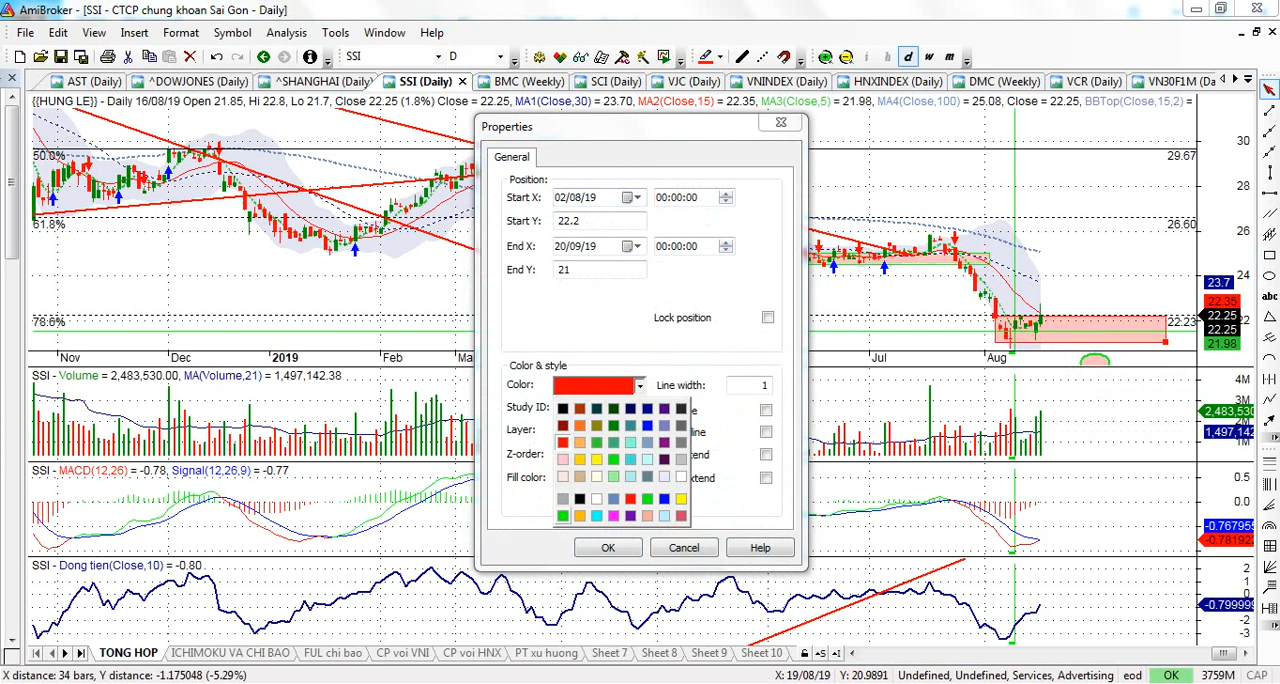 AmiBroker - [SSI - CTCP chung khoan Sai Gon - Daily]
File Edit View Insert Format Symbol Analysis Tools Window Help
SSI D d w m
AST (Daily) ^DOWJONES (Daily) ^SHANGHAI (Daily) SSI (Daily) BMC (Weekly) SCI (Daily) VJC (Daily) VNINDEX (Daily) HNXINDEX (Daily) DMC (Weekly) VCR (Daily) VN30F1M (Da
{{HUNG LE}} - Daily 16/08/19 Open 21.85, Hi 22.8, Lo 21.7, Close 22.25 (1.8%) Close = 22.25, MA1(Close,30) = 23.70, MA2(Close,15) = 22.35, MA3(Close,5) = 21.98, MA4(Close,100) = 25.08, Close = 22.25, BBTop(Close,15,2) =
Properties
General
Position:
Start X: 02/08/19 00:00:00
Start Y: 22.2
End X: 20/09/19 00:00:00
End Y: 21
Lock position
Color & style
Color: Line width: 1
Study ID:
Layer:
Z-order:
Fill color:
OK Cancel Help
50.0%
61.8%
78.6%
30
29.67
28
26.60
26
24
23.7
22.35
22.25
22.23
22.25
21.98
Nov Dec 2019 Feb Ma Jul Aug
SSI - Volume = 2,483,530.00, MA(Volume,21) = 1,497,142.38
4M
3M
2,483,530
1,497,142
SSI - MACD(12,26) = -0.78, Signal(12,26,9) = -0.77
0.5
0.0
-0.767955
-0.781922
SSI - Dong tien(Close,10) = -0.80
2
1
0
-0.799999
-2
-3
TONG HOP ICHIMOKU VA CHI BAO FUL chi bao CP voi VNI CP voi HNX PT xu huong Sheet 7 Sheet 8 Sheet 9 Sheet 10
X distance: 34 bars, Y distance: -1.175048 (-5.29%) X: 19/08/19 Y: 20.9891 Undefined, Undefined, Services, Advertising eod OK 3759M CAP